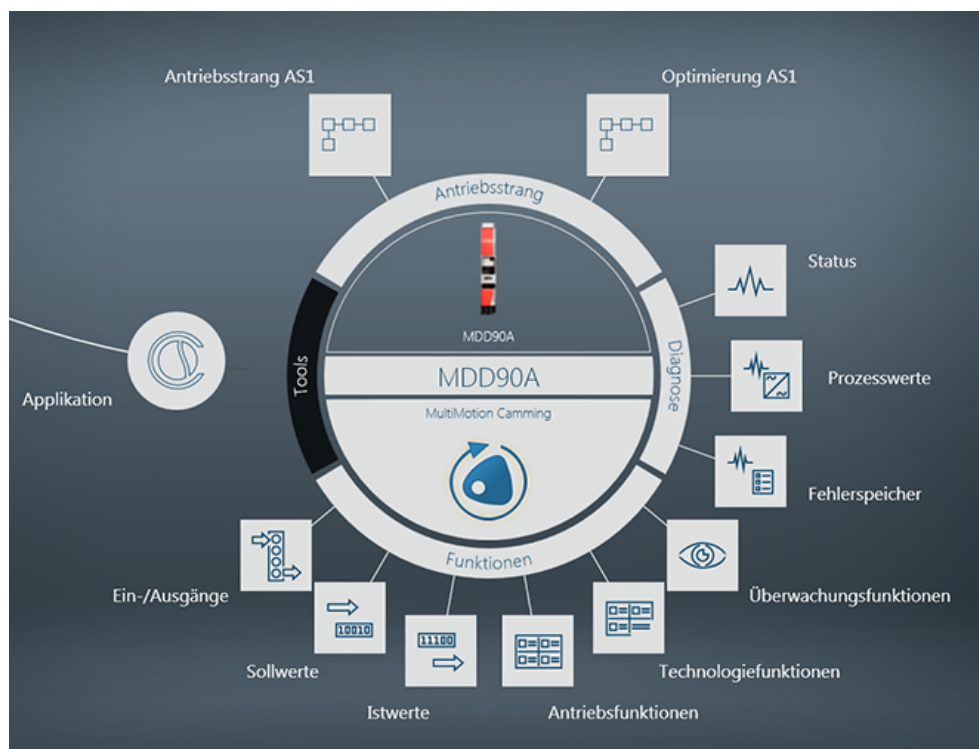 Antriebsstrang AS1
Optimierung AS1
Antriebsstrang
Status
MDD90A
Tools
Diagnose
MDD90A
Prozesswerte
Applikation
MultiMotion Camming
Fehlerspeicher
Funktionen
Ein-/Ausgänge
Überwachungsfunktionen
10010
11100
Sollwerte
Technologiefunktionen
Istwerte
Antriebsfunktionen